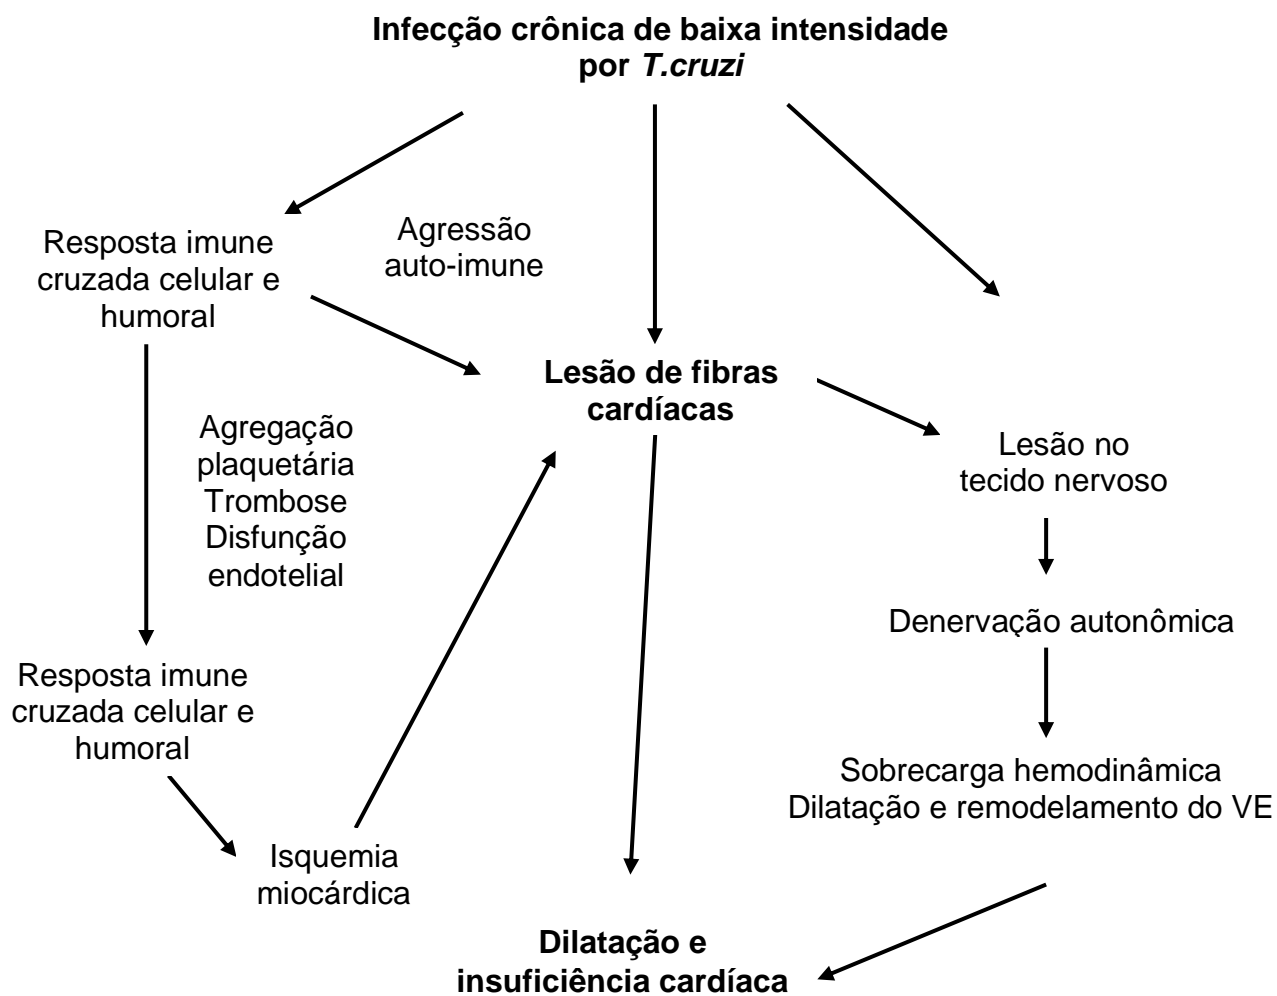 Infecção crônica de baixa intensidade
por T.cruzi
Resposta imune
cruzada celular e
humoral
Agressão
auto-imune
Lesão de fibras
cardíacas
Agregação
plaquetária
Trombose
Disfunção
endotelial
Lesão no
tecido nervoso
Denervação autonômica
Resposta imune
cruzada celular e
humoral
Sobrecarga hemodinâmica
Dilatação e remodelamento do VE
Isquemia
miocárdica
Dilatação e
insuficiência cardíaca